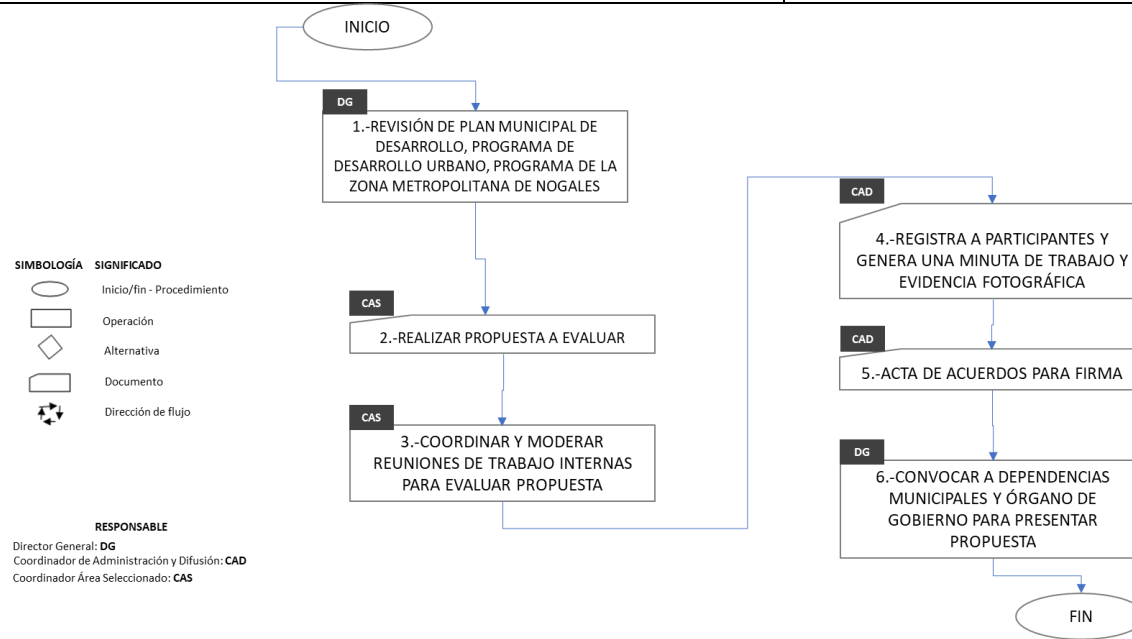 INICIO
DG
1.-REVISIÓN DE PLAN MUNICIPAL DE
DESARROLLO, PROGRAMA DE
DESARROLLO URBANO, PROGRAMA DE LA
ZONA METROPOLITANA DE NOGALES
CAS
2.-REALIZAR PROPUESTA A EVALUAR
CAS
3.-COORDINAR Y MODERAR
REUNIONES DE TRABAJO INTERNAS
PARA EVALUAR PROPUESTA
CAD
4.-REGISTRA A PARTICIPANTES Y
GENERA UNA MINUTA DE TRABAJO Y
EVIDENCIA FOTOGRÁFICA
CAD
5.-ACTA DE ACUERDOS PARA FIRMA
DG
6.-CONVOCAR A DEPENDENCIAS
MUNICIPALES Y ÓRGANO DE
GOBIERNO PARA PRESENTAR
PROPUESTA
FIN
SIMBOLOGÍA SIGNIFICADO
Inicio/fin - Procedimiento
Operación
Alternativa
Documento
Dirección de flujo
RESPONSABLE
Director General: DG
Coordinador de Administración y Difusión: CAD
Coordinador Área Seleccionado: CAS